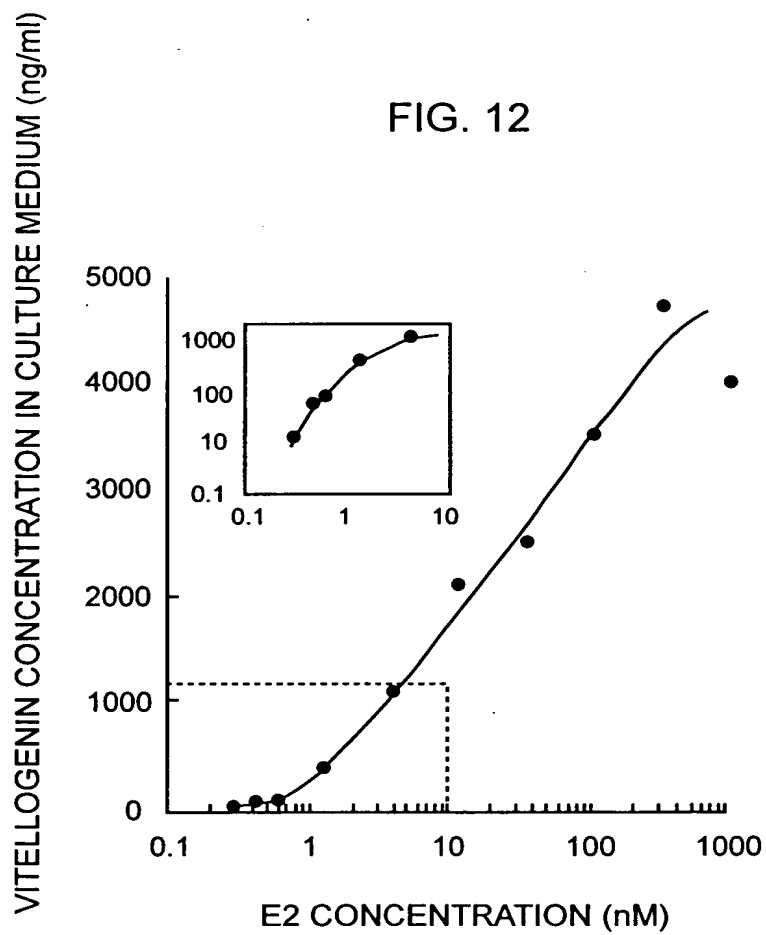 FIG. 12
VITELLOGENIN CONCENTRATION IN CULTURE MEDIUM (ng/ml)
5000
4000
3000
2000
1000
0
1000
100
10
0.1
0.1 1 10
0.1 1 10 100 1000
E2 CONCENTRATION (nM)